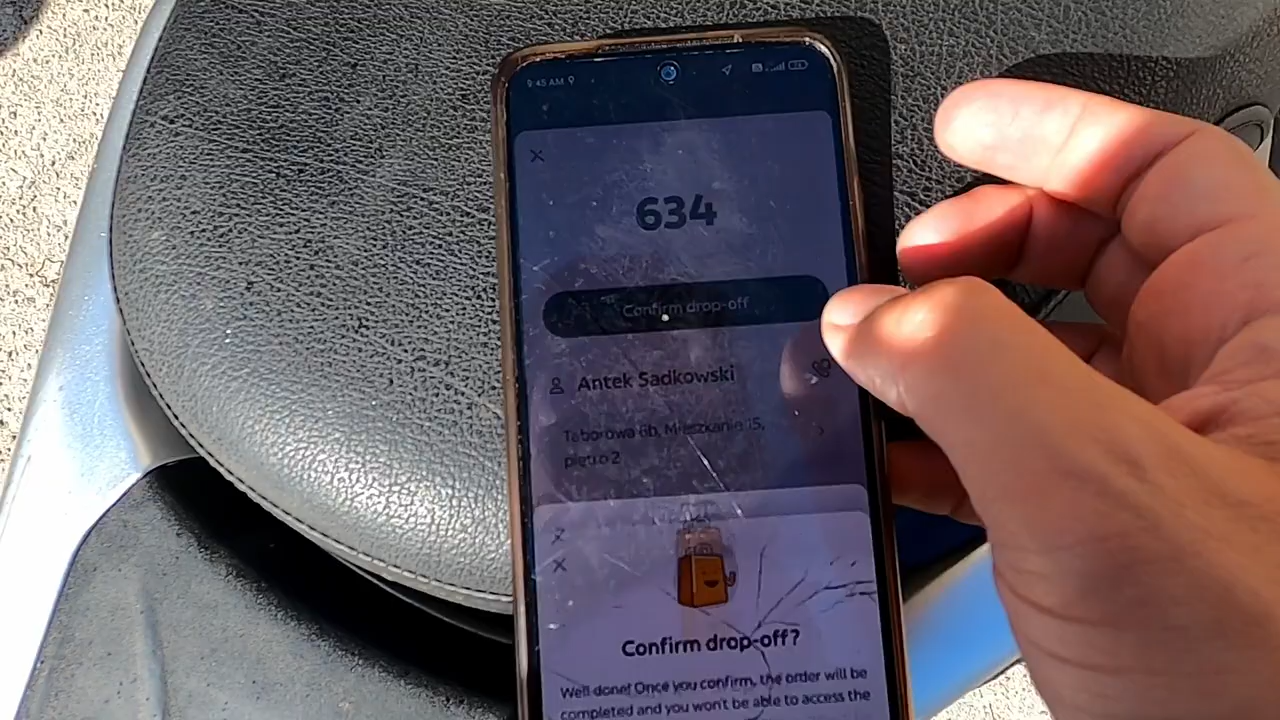 9:45 AM
634
Confirm drop-off
Antek Sadkowski
Taborowa 6b, Mieszkanie 15,
piętro 2
Confirm drop-off?
Well done! Once you confirm, the order will be
completed and you won't be able to access the